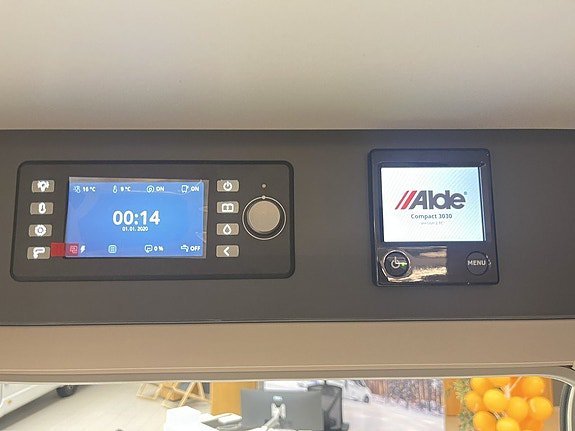 16 °C 9 °C ON ON
00:14
01.01.2020
0 % OFF
Alde®
Compact 3030
MENU